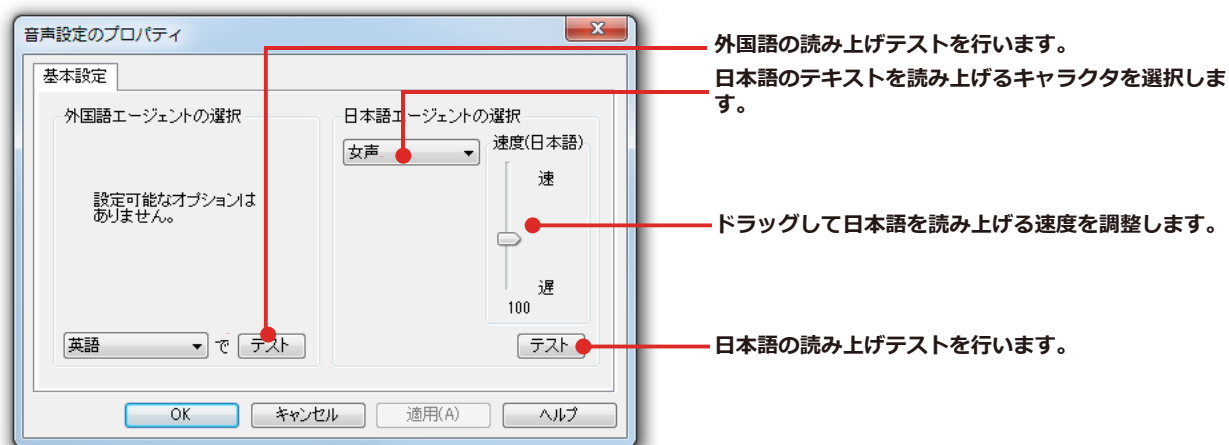 音声設定のプロパティ
基本設定
外国語エージェントの選択
設定可能なオプションは
ありません。
英語
で
テスト
日本語エージェントの選択
女声
速度(日本語)
速
遅
100
テスト
OK
キャンセル
適用(A)
ヘルプ
外国語の読み上げテストを行います。
日本語のテキストを読み上げるキャラクタを選択しま
す。
ドラッグして日本語を読み上げる速度を調整します。
日本語の読み上げテストを行います。